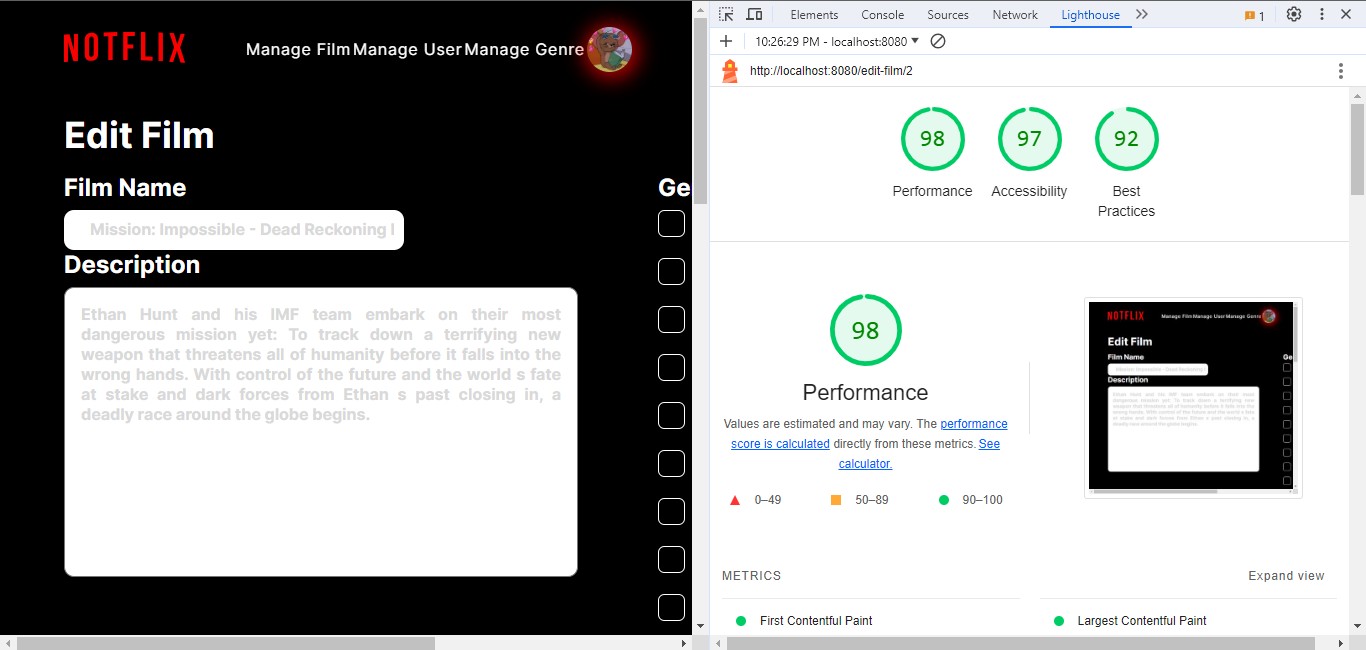 NOTFLIX
Manage Film Manage User Manage Genre
Edit Film
Film Name
Ge
Mission: Impossible - Dead Reckoning I
Description
Ethan Hunt and his IMF team embark on their most
dangerous mission yet: To track down a terrifying new
weapon that threatens all of humanity before it falls into the
wrong hands. With control of the future and the world s fate
at stake and dark forces from Ethan s past closing in, a
deadly race around the globe begins.
Elements Console Sources Network Lighthouse 1
10:26:29 PM - localhost:8080
http://localhost:8080/edit-film/2
98 97 92
Performance Accessibility Best
Practices
98
Performance
Values are estimated and may vary. The performance
score is calculated directly from these metrics. See
calculator.
0–49 50–89 90–100
NOTFLIX
Manage Film Manage User Manage Genre
Edit Film
Film Name
Ge
Mission: Impossible - Dead Reckoning
Description
METRICS
Expand view
First Contentful Paint
Largest Contentful Paint